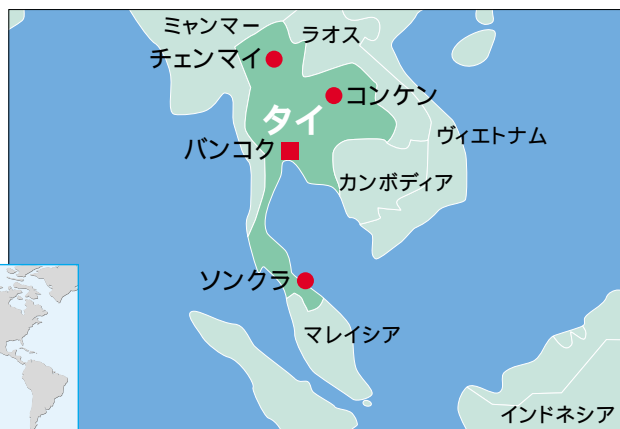 ミャンマー
ラオス
チェンマイ
コンケン
タイ
ヴィエトナム
バンコク
カンボディア
ソンクラ
マレイシア
インドネシア